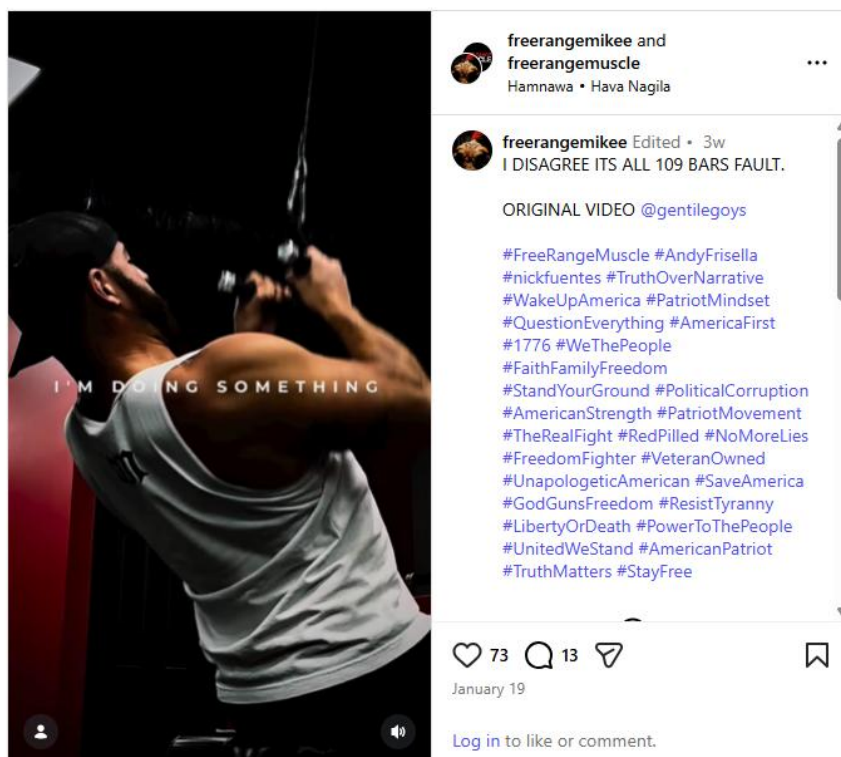 I'M DOING SOMETHING
freerangemikee and
freerangemuscle
Hamnawa • Hava Nagila
freerangemikee Edited • 3w
I DISAGREE ITS ALL 109 BARS FAULT.
ORIGINAL VIDEO @gentilegoys
#FreeRangeMuscle #AndyFrisella
#nickfuentes #TruthOverNarrative
#WakeUpAmerica #PatriotMindset
#QuestionEverything #AmericaFirst
#1776 #WeThePeople
#FaithFamilyFreedom
#StandYourGround #PoliticalCorruption
#AmericanStrength #PatriotMovement
#TheRealFight #RedPilled #NoMoreLies
#FreedomFighter #VeteranOwned
#UnapologeticAmerican #SaveAmerica
#GodGunsFreedom #ResistTyranny
#LibertyOrDeath #PowerToThePeople
#UnitedWeStand #AmericanPatriot
#TruthMatters #StayFree
73 13
January 19
Log in to like or comment.